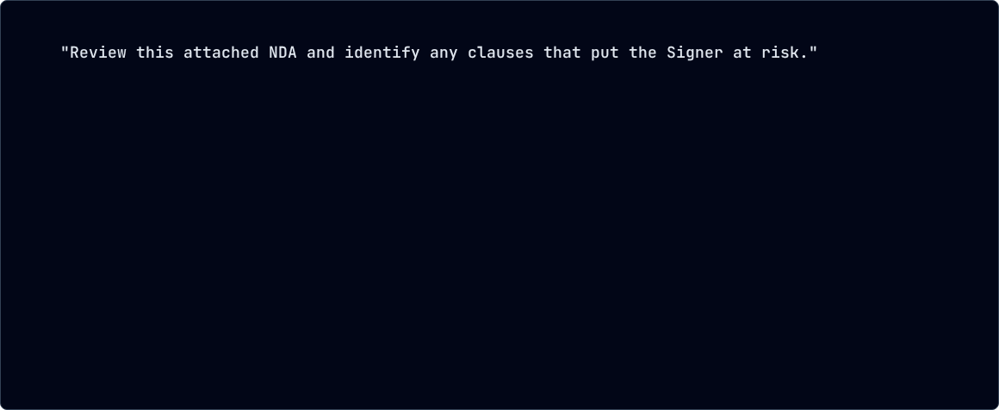 "Review this attached NDA and identify any clauses that put the Signer at risk."